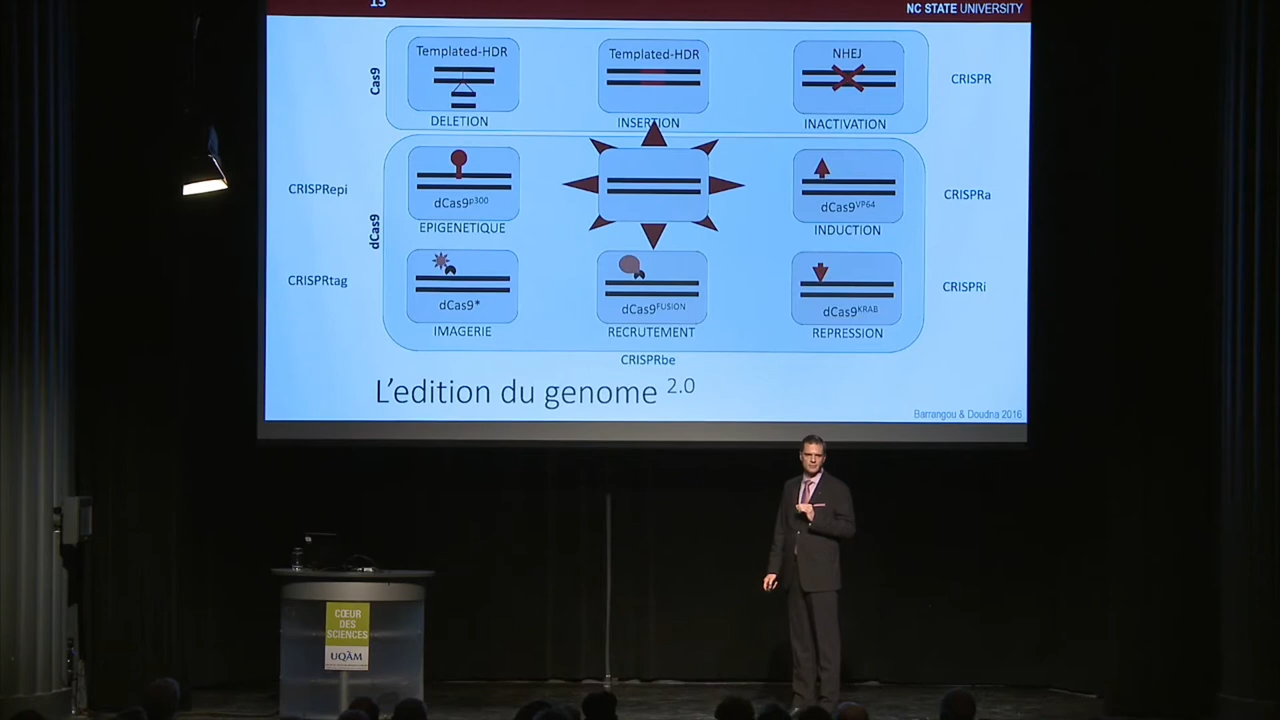 15
NC STATE UNIVERSITY
Cas9
Templated-HDR
DELETION
Templated-HDR
INSERTION
NHEJ
INACTIVATION
CRISPR
CRISPRepi
dCas9
dCas9p300
EPIGENETIQUE
dCas9VP64
INDUCTION
CRISPRa
CRISPRtag
dCas9*
IMAGERIE
dCas9FUSION
RECRUTEMENT
dCas9KRAB
REPRESSION
CRISPRi
CRISPRbe
L'edition du genome 2.0
Barrangou & Doudna 2016
CŒUR
DES
SCIENCES
UQÀM